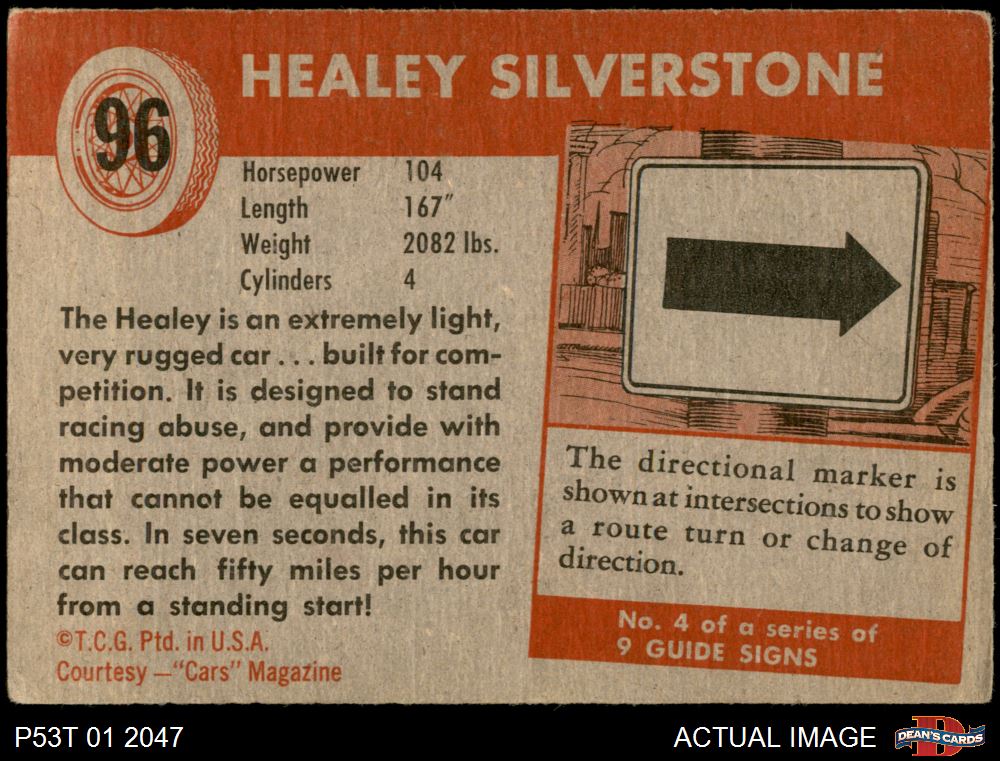 96
HEALEY SILVERSTONE
Horsepower 104
Length 167"
Weight 2082 lbs.
Cylinders 4
The Healey is an extremely light,
very rugged car . . . built for com-
petition. It is designed to stand
racing abuse, and provide with
moderate power a performance
that cannot be equalled in its
class. In seven seconds, this car
can reach fifty miles per hour
from a standing start!
©T.C.G. Ptd. in U.S.A.
Courtesy — "Cars" Magazine
The directional marker is
shown at intersections to show
a route turn or change of
direction.
No. 4 of a series of
9 GUIDE SIGNS
P53T 01 2047
ACTUAL IMAGE
DEAN'S CARDS